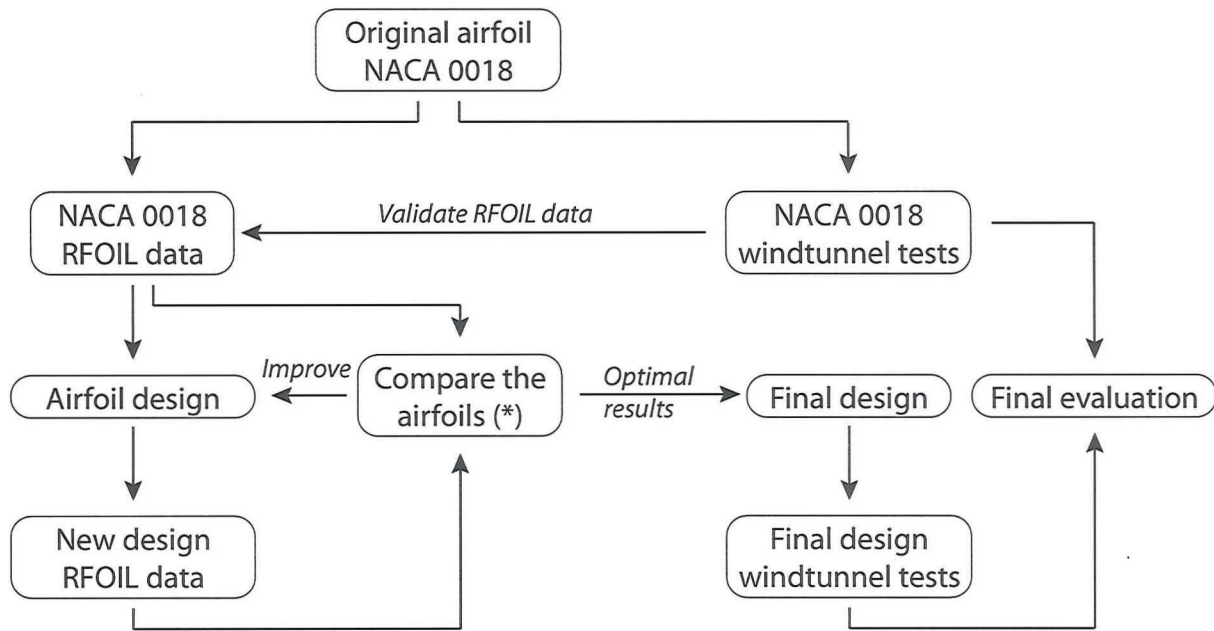 Original airfoil
NACA 0018
NACA 0018
RFOIL data
Validate RFOIL data
NACA 0018
windtunnel tests
Airfoil design
Improve
Compare the
airfoils (*)
Optimal
results
Final design
Final evaluation
New design
RFOIL data
Final design
windtunnel tests